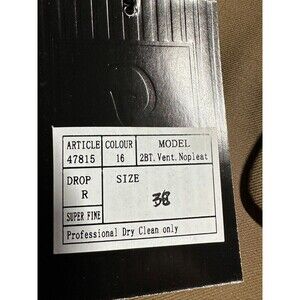 ARTICLE COLOUR MODEL
47815 16 2BT. Vent. Nopleat
DROP SIZE
R 38
SUPER FINE
Professional Dry Clean only